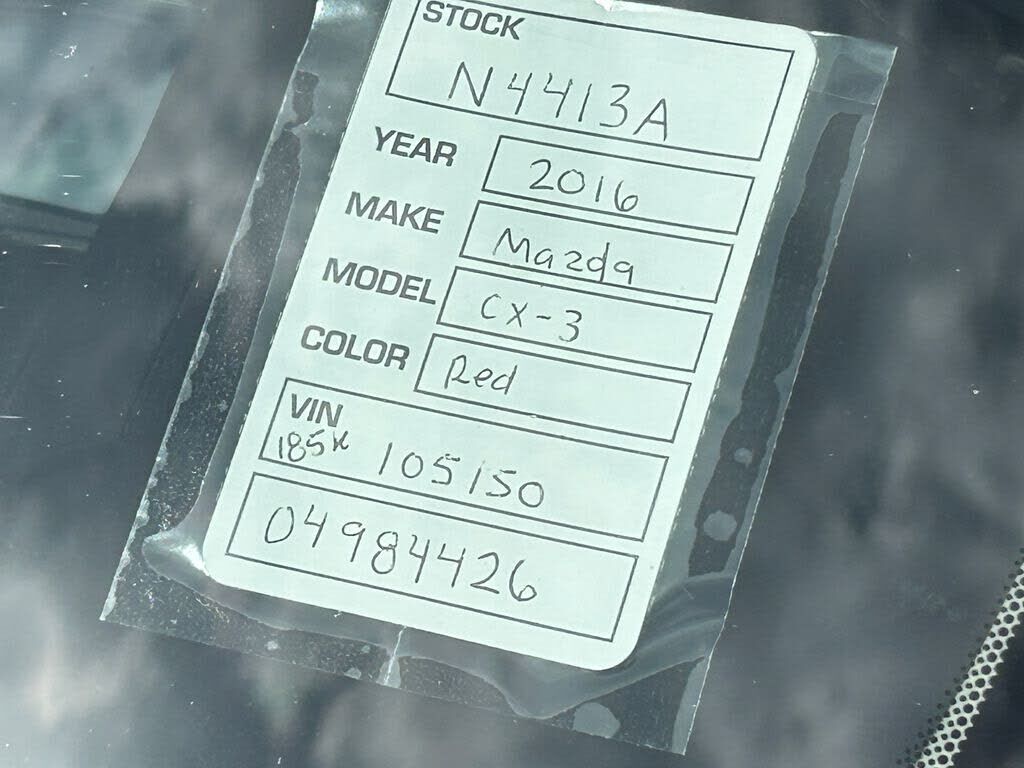 STOCK
N4413A
YEAR 2016
MAKE Mazda
MODEL CX-3
COLOR Red
VIN
185K 105150
04984426